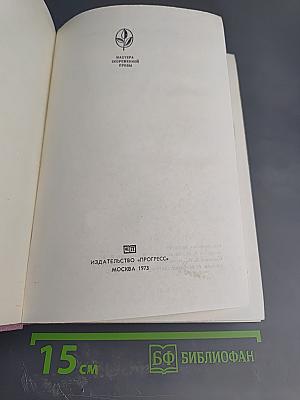 МАСТЕРА
СОВРЕМЕННОЙ
ПРОЗЫ
ИЗДАТЕЛЬСТВО «ПРОГРЕСС»
МОСКВА 1973
15 см
БФ БИБЛИОФАН